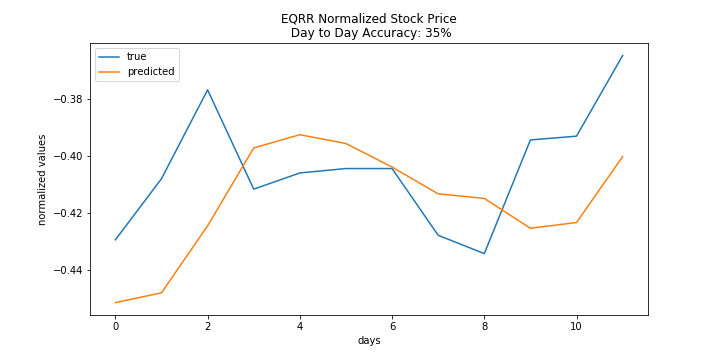 EQRR Normalized Stock Price
Day to Day Accuracy: 35%
true
predicted
normalized values
−0.38
−0.40
−0.42
−0.44
0 2 4 6 8 10
days